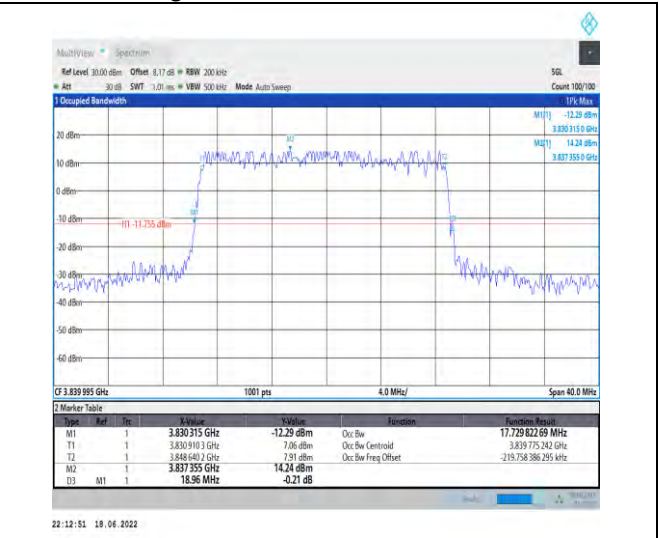 MultiView Spectrum
Ref Level 30.00 dBm Offset 8.17 dB RBW 200 kHz SGL
Att 30 dB SWT 1.01 ms VBW 500 kHz Mode Auto Sweep Count 100/100
1 Occupied Bandwidth 1Pk Max
M1[1] -12.29 dBm
3.830 315 0 GHz
M2[1] 14.24 dBm
3.837 355 0 GHz
20 dBm
M2
10 dBm
0 dBm
-10 dBm
H1 -11.755 dBm
-20 dBm
-30 dBm
-40 dBm
-50 dBm
-60 dBm
CF 3.839 995 GHz 1001 pts 4.0 MHz/ Span 40.0 MHz
2 Marker Table
Type Ref Trc X-Value Y-Value Function Function Result
M1 1 3.830 315 GHz -12.29 dBm Occ Bw 17.729 822 69 MHz
T1 1 3.830 910 3 GHz 7.06 dBm Occ Bw Centroid 3.839 775 242 GHz
T2 1 3.848 640 2 GHz 7.91 dBm Occ Bw Freq Offset -219.758 386 295 kHz
M2 1 3.837 355 GHz 14.24 dBm
D3 M1 1 18.96 MHz -0.21 dB
22:12:51 18.06.2022